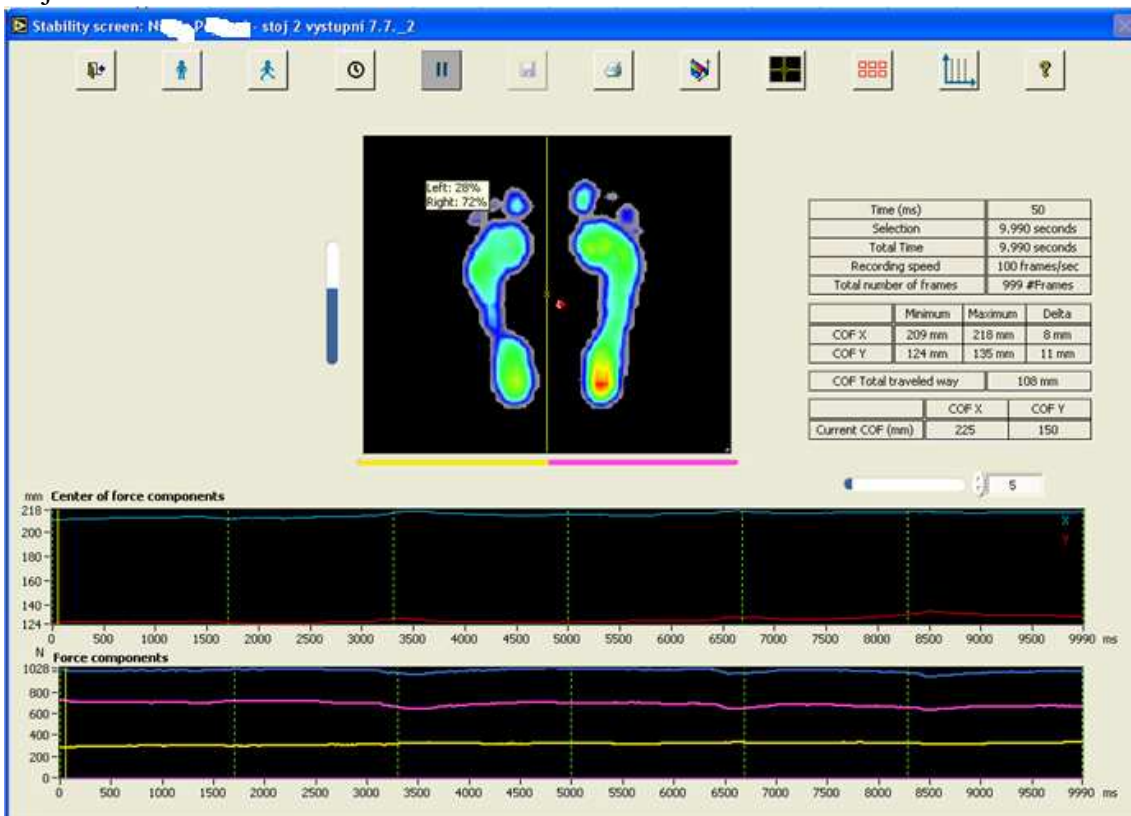 Stability screen: N P - stoj 2 vystupní 7.7._2
Left: 28%
Right: 72%
Time (ms) 50
Selection 9,990 seconds
Total Time 9,990 seconds
Recording speed 100 frames/sec
Total number of frames 999 #Frames
Minimum Maximum Delta
COF X 209 mm 218 mm 8 mm
COF Y 124 mm 135 mm 11 mm
COF Total traveled way 108 mm
COF X COF Y
Current COF (mm) 225 150
5
mm Center of force components
218
200
180
160
140
124
X
Y
0 500 1000 1500 2000 2500 3000 3500 4000 4500 5000 5500 6000 6500 7000 7500 8000 8500 9000 9500 9990 ms
N Force components
1028
800
600
400
200
0
0 500 1000 1500 2000 2500 3000 3500 4000 4500 5000 5500 6000 6500 7000 7500 8000 8500 9000 9500 9990 ms